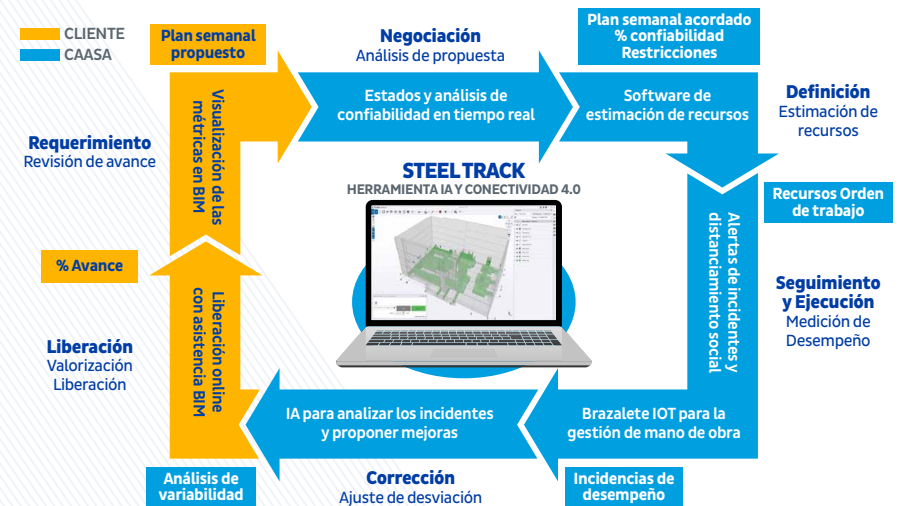 CLIENTE
CAASA
Plan semanal
propuesto
Negociación
Análisis de propuesta
Plan semanal acordado
% confiabilidad
Restricciones
Estados y análisis de
confiabilidad en tiempo real
Software de
estimación de recursos
Definición
Estimación de
recursos
Requerimiento
Revisión de avance
Visualización de las
métricas en BIM
STEELTRACK
HERRAMIENTA IA Y CONECTIVIDAD 4.0
Alertas de incidentes y
distanciamiento social
Recursos Orden
de trabajo
% Avance
Seguimiento
y Ejecución
Medición de
Desempeño
Liberación
Valorización
Liberación
Liberación online
con asistencia BIM
IA para analizar los incidentes
y proponer mejoras
Brazalete IOT para la
gestión de mano de obra
Análisis de
variabilidad
Corrección
Ajuste de desviación
Incidencias de
desempeño